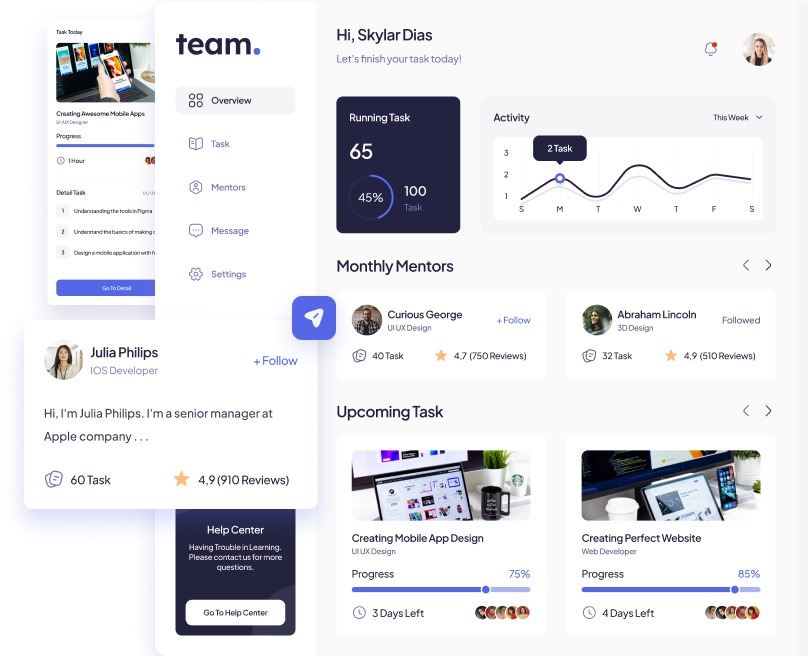 Task Today
Creating Awesome Mobile Apps
UI/UX Designer
Progress
1 Hour
Detail Task
UI/U
1 Understanding the tools in Figma
2 Understand the basics of making
3 Design a mobile application with
Go To Detail
team.
Overview
Task
Mentors
Message
Settings
Julia Philips
IOS Developer
+ Follow
Hi, I'm Julia Philips. I'm a senior manager at
Apple company . . .
60 Task
4,9 (910 Reviews)
Help Center
Having Trouble in Learning.
Please contact us for more
questions.
Go To Help Center
Hi, Skylar Dias
Let's finish your task today!
Running Task
65
45%
100
Task
Activity
This Week
2 Task
3
2
1
S M T W T F S
Monthly Mentors
Curious George
UI UX Design
+ Follow
40 Task
4,7 (750 Reviews)
Abraham Lincoln
3D Design
Followed
32 Task
4,9 (510 Reviews)
Upcoming Task
Creating Mobile App Design
UI UX Design
Progress 75%
3 Days Left
Creating Perfect Website
Web Developer
Progress 85%
4 Days Left